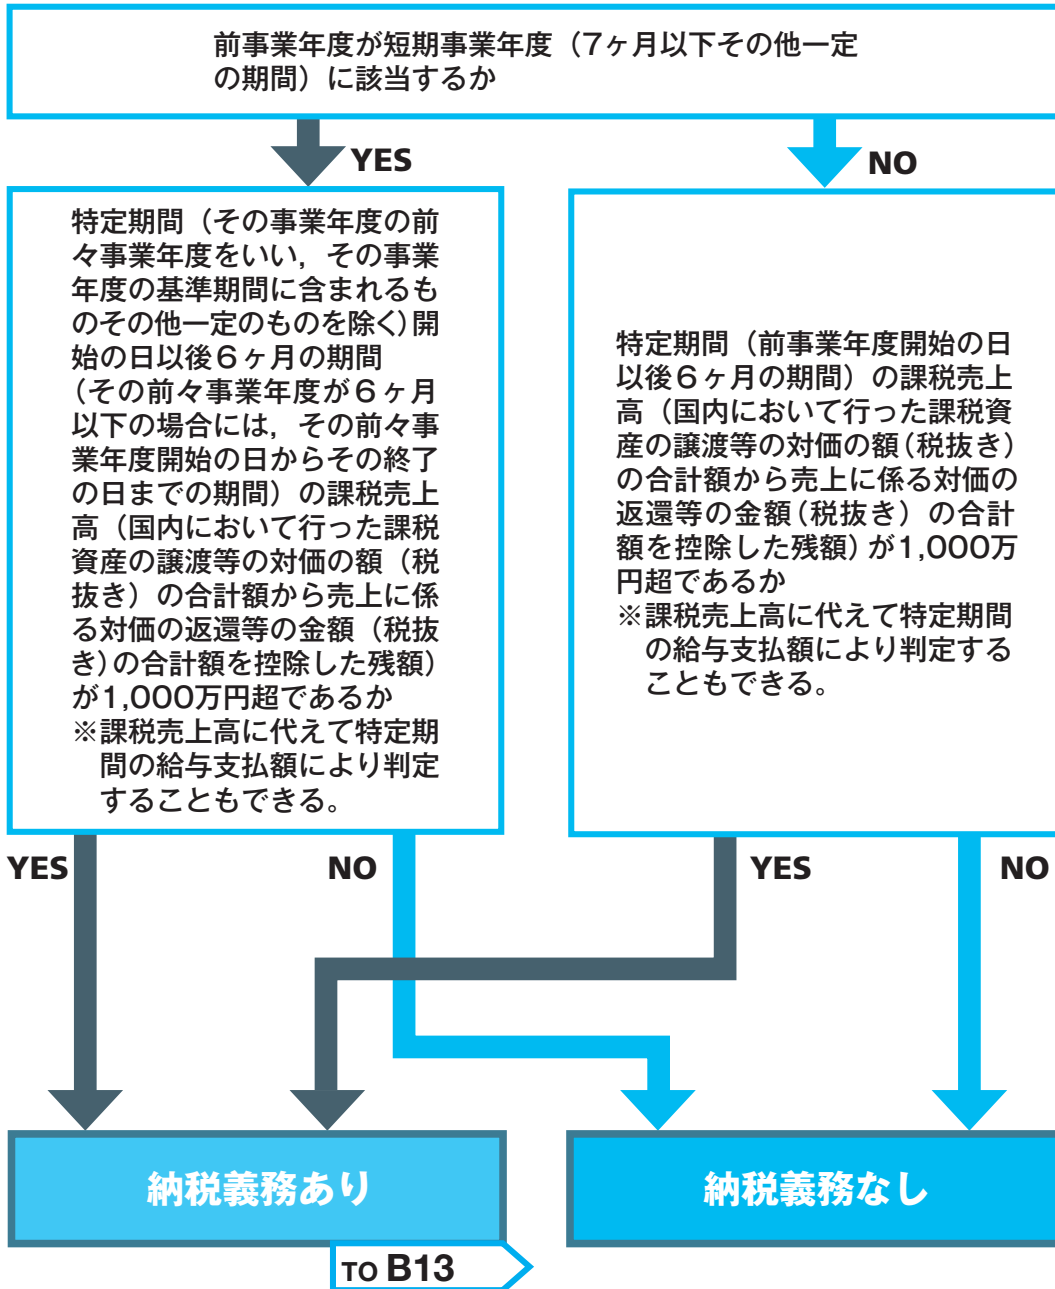 前事業年度が短期事業年度（7ヶ月以下その他一定
の期間）に該当するか
YES
NO
特定期間（その事業年度の前
々事業年度をいい，その事業
年度の基準期間に含まれるも
のその他一定のものを除く）開
始の日以後6ヶ月の期間
（その前々事業年度が6ヶ月
以下の場合には，その前々事
業年度開始の日からその終了
の日までの期間）の課税売上
高（国内において行った課税
資産の譲渡等の対価の額（税
抜き）の合計額から売上に係
る対価の返還等の金額（税抜
き）の合計額を控除した残額）
が1,000万円超であるか
※課税売上高に代えて特定期
間の給与支払額により判定
することもできる。
特定期間（前事業年度開始の日
以後6ヶ月の期間）の課税売上
高（国内において行った課税資
産の譲渡等の対価の額（税抜き）
の合計額から売上に係る対価の
返還等の金額（税抜き）の合計
額を控除した残額）が1,000万
円超であるか
※課税売上高に代えて特定期間
の給与支払額により判定する
こともできる。
YES
NO
YES
NO
納税義務あり
納税義務なし
TO B13